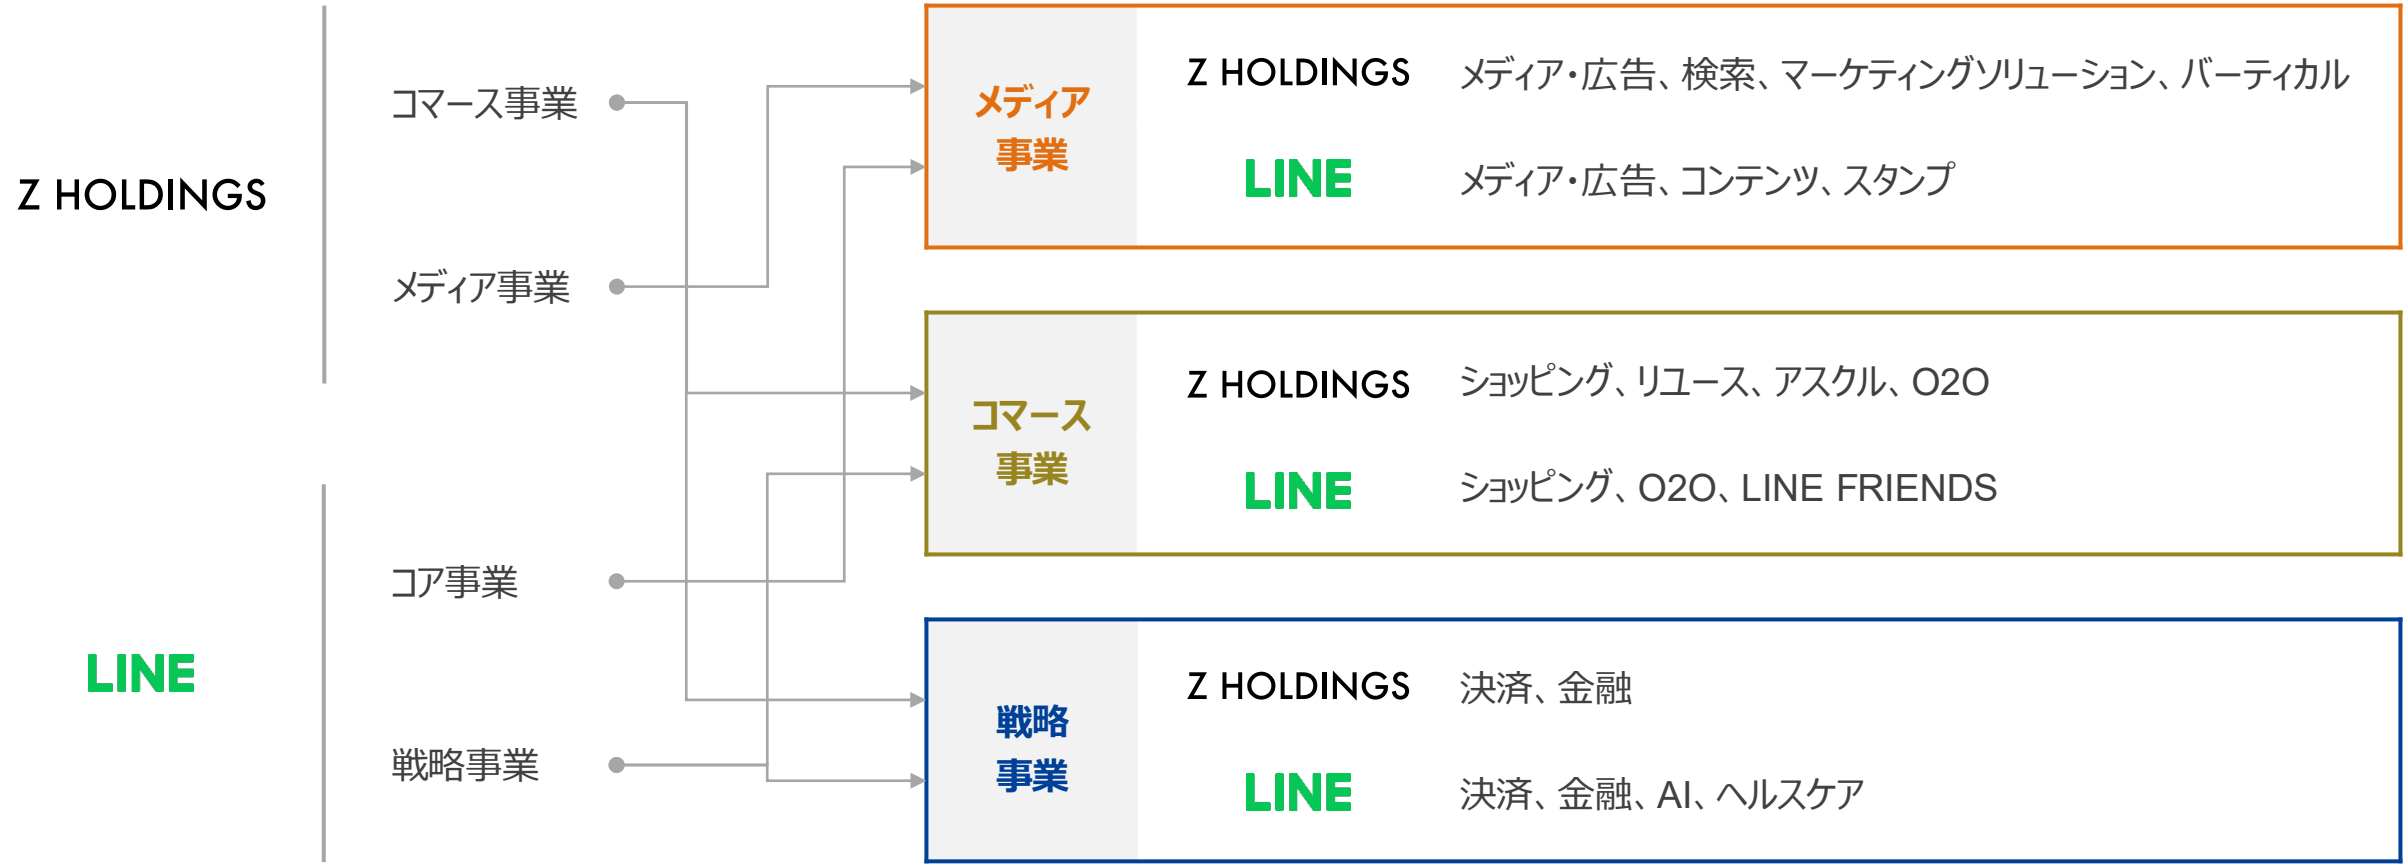 Z HOLDINGS
コマース事業
メディア事業
LINE
コア事業
戦略事業
メディア
事業
Z HOLDINGS
メディア・広告、検索、マーケティングソリューション、バーティカル
LINE
メディア・広告、コンテンツ、スタンプ
コマース
事業
Z HOLDINGS
ショッピング、リユース、アスクル、O2O
LINE
ショッピング、O2O、LINE FRIENDS
戦略
事業
Z HOLDINGS
決済、金融
LINE
決済、金融、AI、ヘルスケア